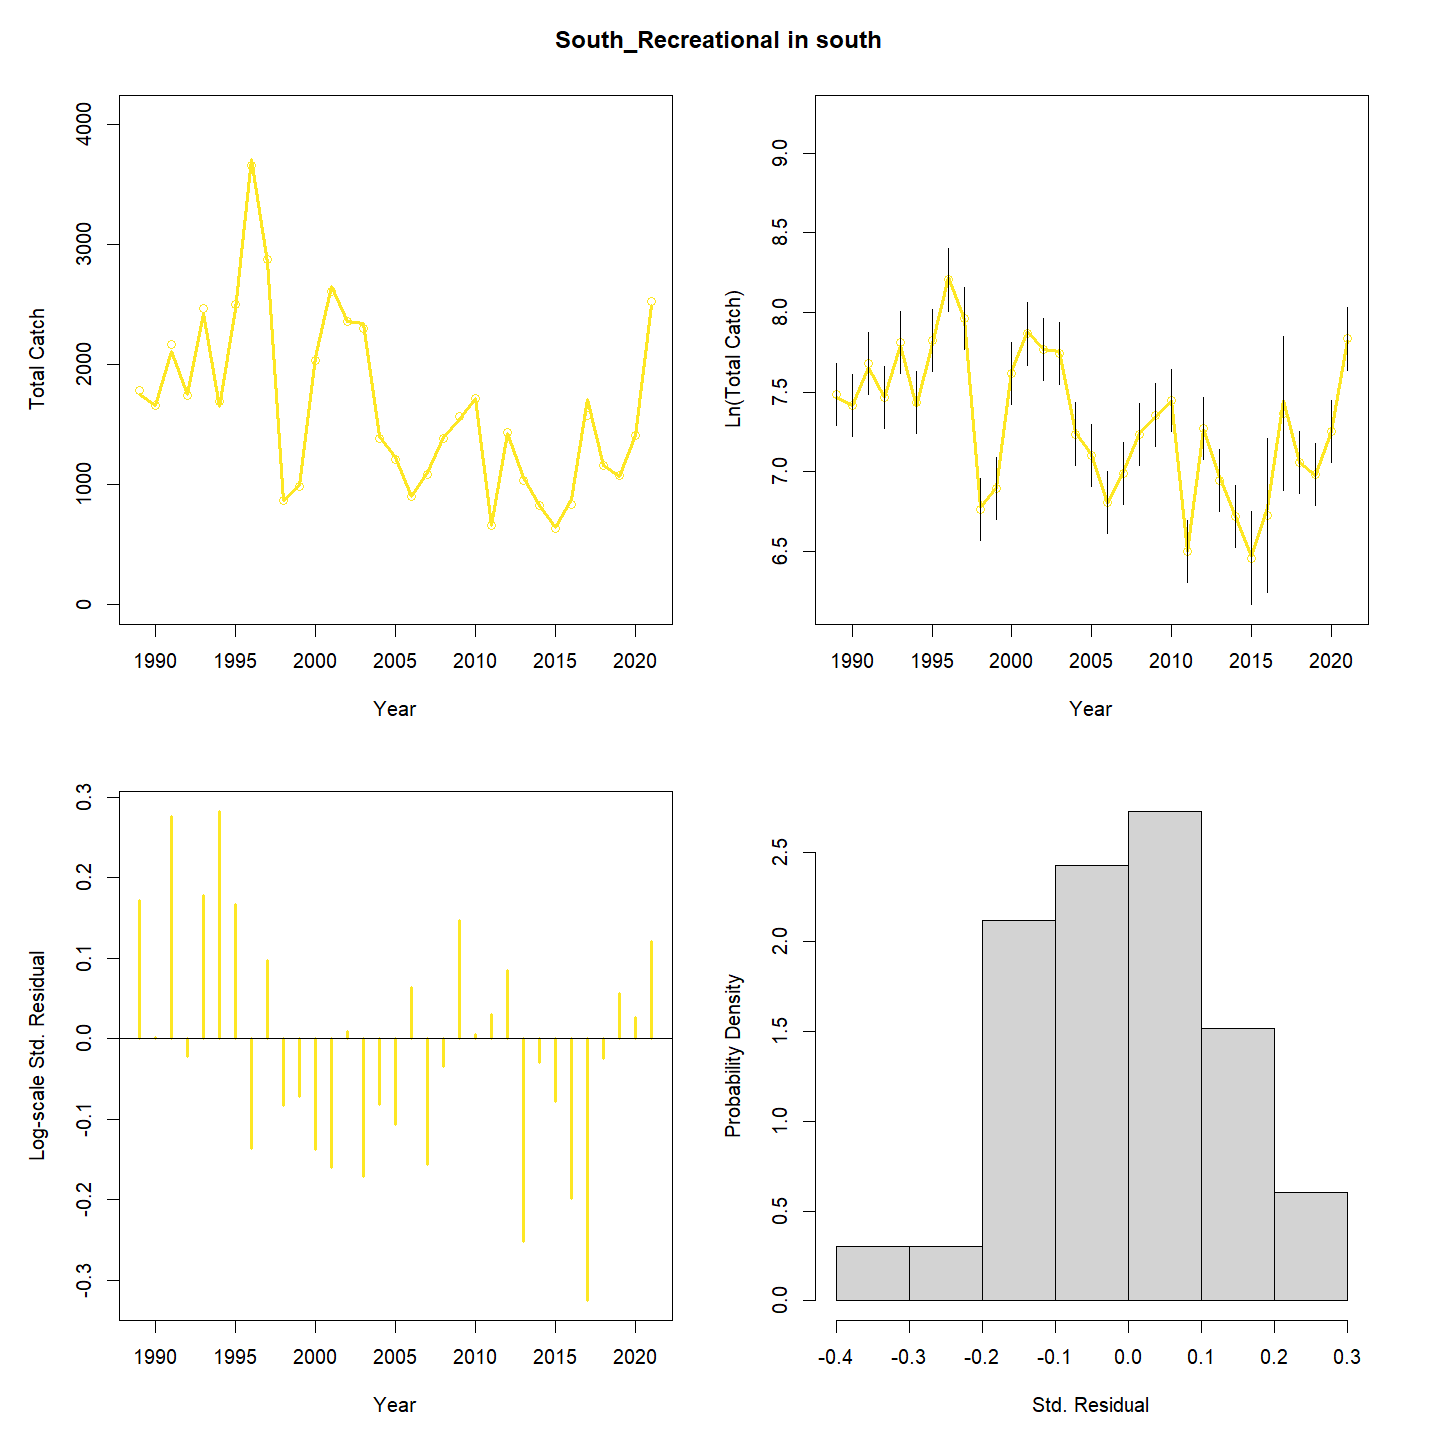 South_Recreational in south
Total Catch
4000
3000
2000
1000
0
1990 1995 2000 2005 2010 2015 2020
Year
Ln(Total Catch)
9.0
8.5
8.0
7.5
7.0
6.5
1990 1995 2000 2005 2010 2015 2020
Year
Log-scale Std. Residual
0.3
0.2
0.1
0.0
-0.1
-0.2
-0.3
1990 1995 2000 2005 2010 2015 2020
Year
Probability Density
2.5
2.0
1.5
1.0
0.5
0.0
-0.4 -0.3 -0.2 -0.1 0.0 0.1 0.2 0.3
Std. Residual